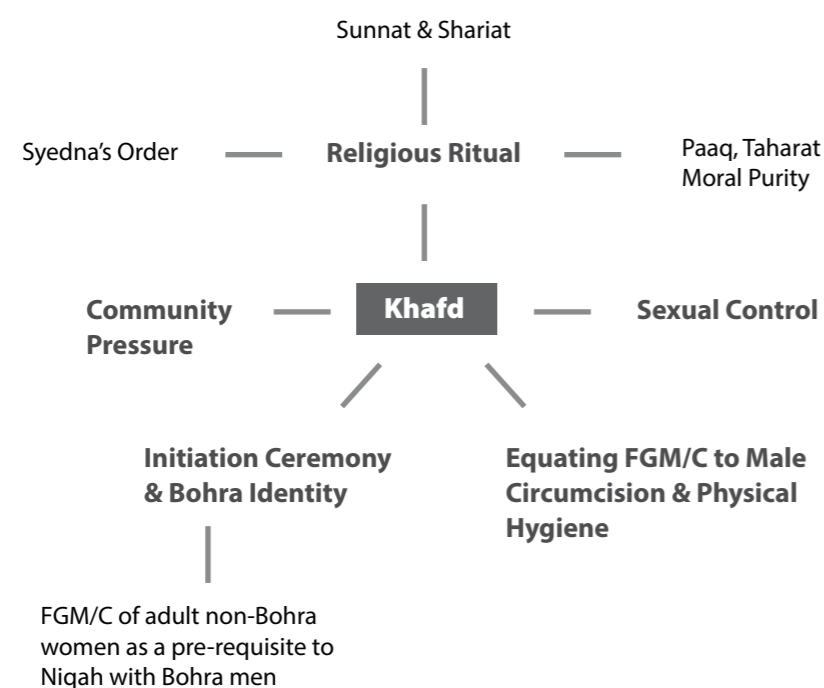 Sunnat & Shariat
Syedna's Order
Religious Ritual
Paaq, Taharat
Moral Purity
Community
Pressure
Khafd
Sexual Control
Initiation Ceremony
& Bohra Identity
Equating FGM/C to Male
Circumcision & Physical
Hygiene
FGM/C of adult non-Bohra
women as a pre-requisite to
Niqah with Bohra men